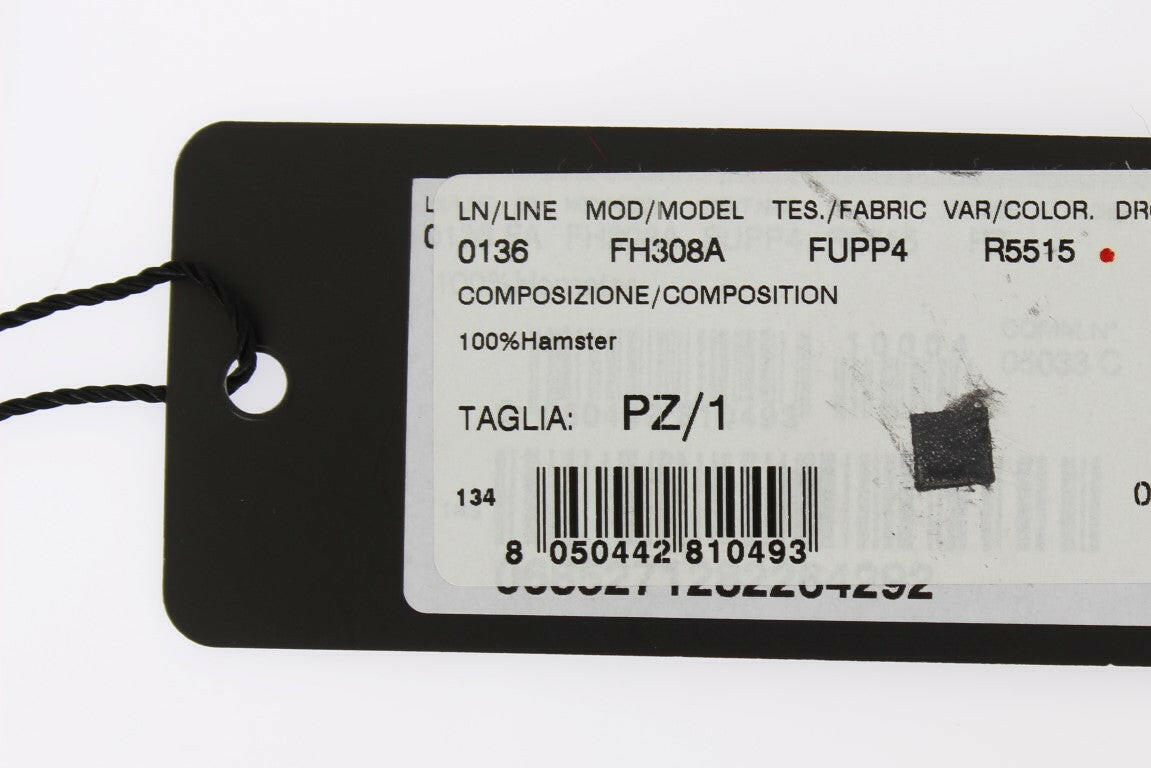 LN/LINE MOD/MODEL TES./FABRIC VAR/COLOR. DR
0136 FH308A FUPP4 R5515
COMPOSIZIONE/COMPOSITION
100%Hamster
TAGLIA: PZ/1
134
8 050442 810493